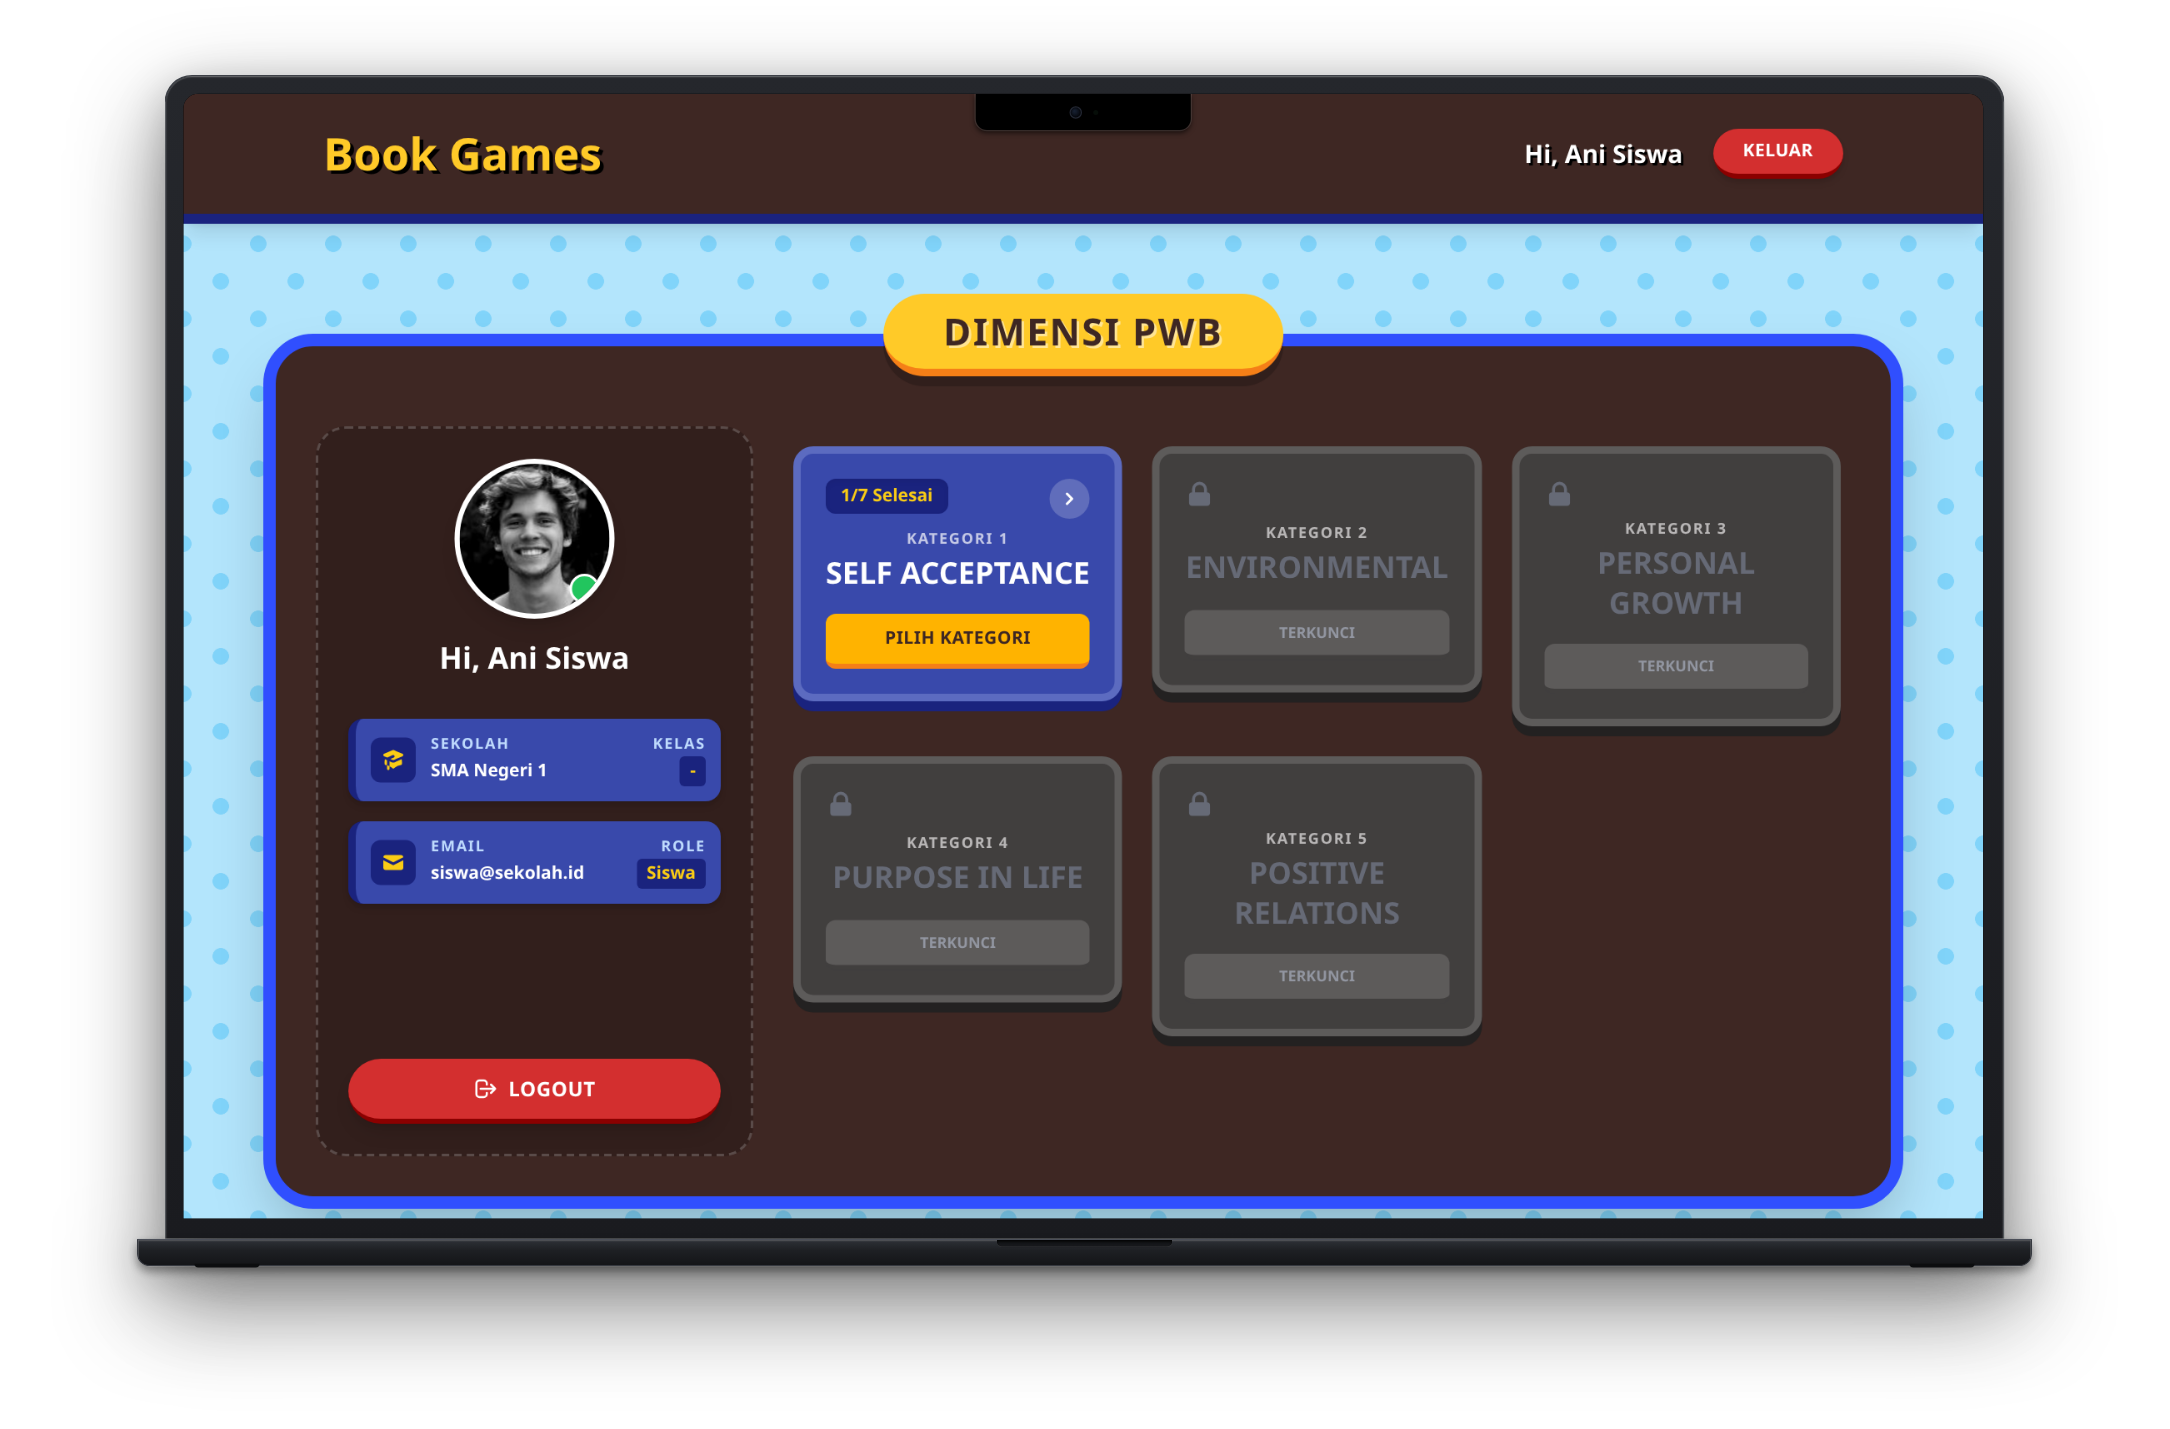 Book Games
Hi, Ani Siswa
KELUAR
DIMENSI PWB
Hi, Ani Siswa
SEKOLAH
KELAS
SMA Negeri 1
-
EMAIL
ROLE
siswa@sekolah.id
Siswa
LOGOUT
1/7 Selesai
KATEGORI 1
SELF ACCEPTANCE
PILIH KATEGORI
KATEGORI 2
ENVIRONMENTAL
TERKUNCI
KATEGORI 3
PERSONAL
GROWTH
TERKUNCI
KATEGORI 4
PURPOSE IN LIFE
TERKUNCI
KATEGORI 5
POSITIVE
RELATIONS
TERKUNCI